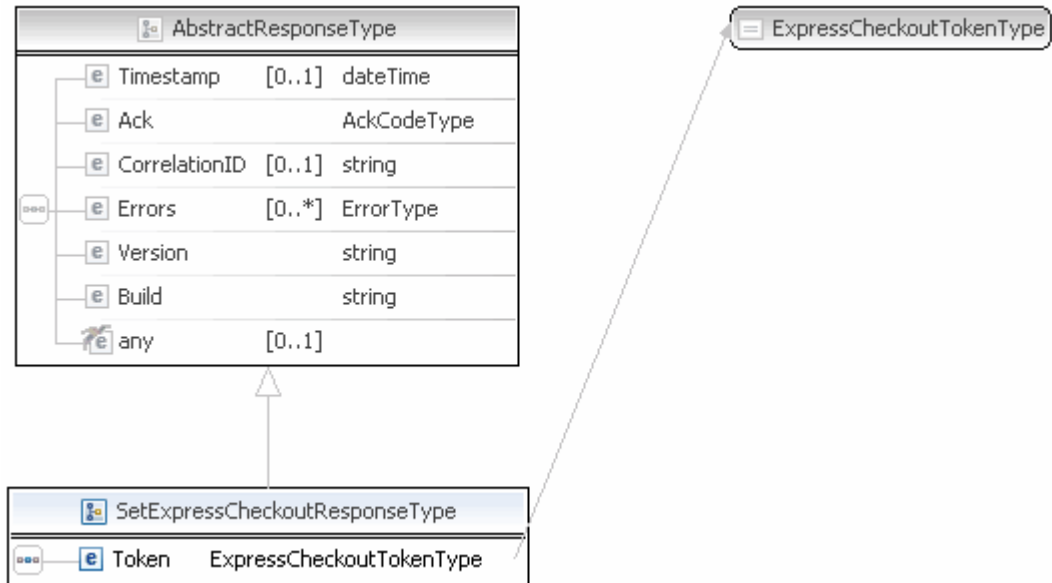 AbstractResponseType
ExpressCheckoutTokenType
e Timestamp [0..1] dateTime
e Ack AckCodeType
e CorrelationID [0..1] string
e Errors [0..*] ErrorType
e Version string
e Build string
e any [0..1]
SetExpressCheckoutResponseType
e Token ExpressCheckoutTokenType